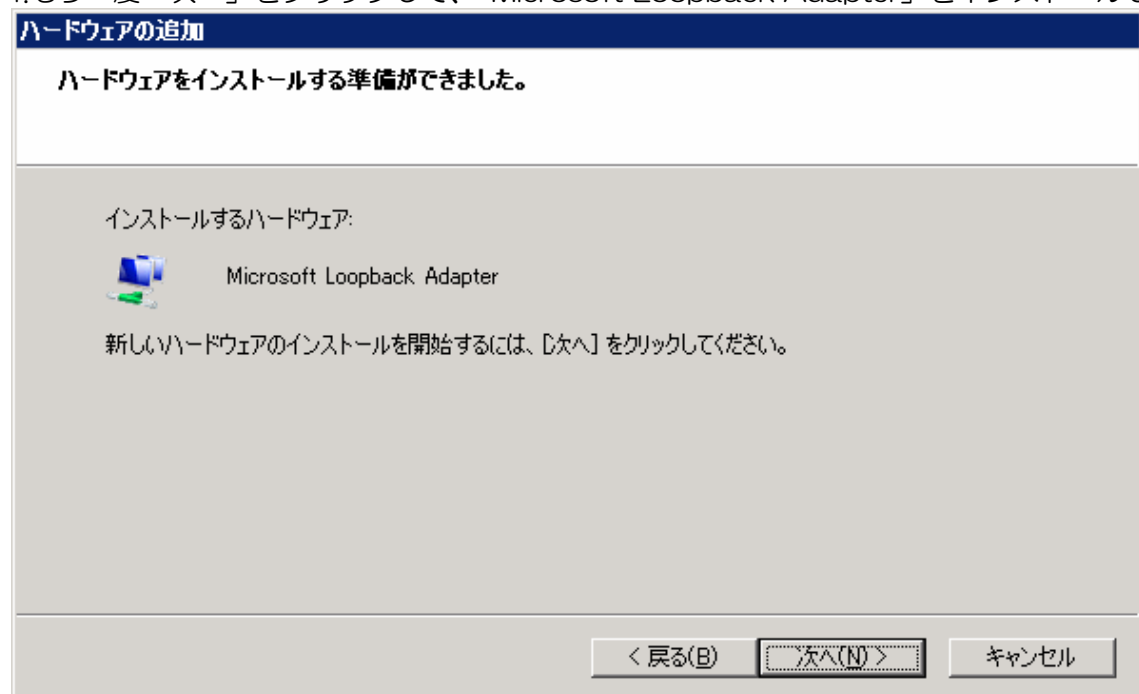 Microsoft Loopback Adapter
ハードウェアの追加
ハードウェアをインストールする準備ができました。
インストールするハードウェア:
Microsoft Loopback Adapter
新しいハードウェアのインストールを開始するには、[次へ] をクリックしてください。
< 戻る(B)
次へ(N) >
キャンセル